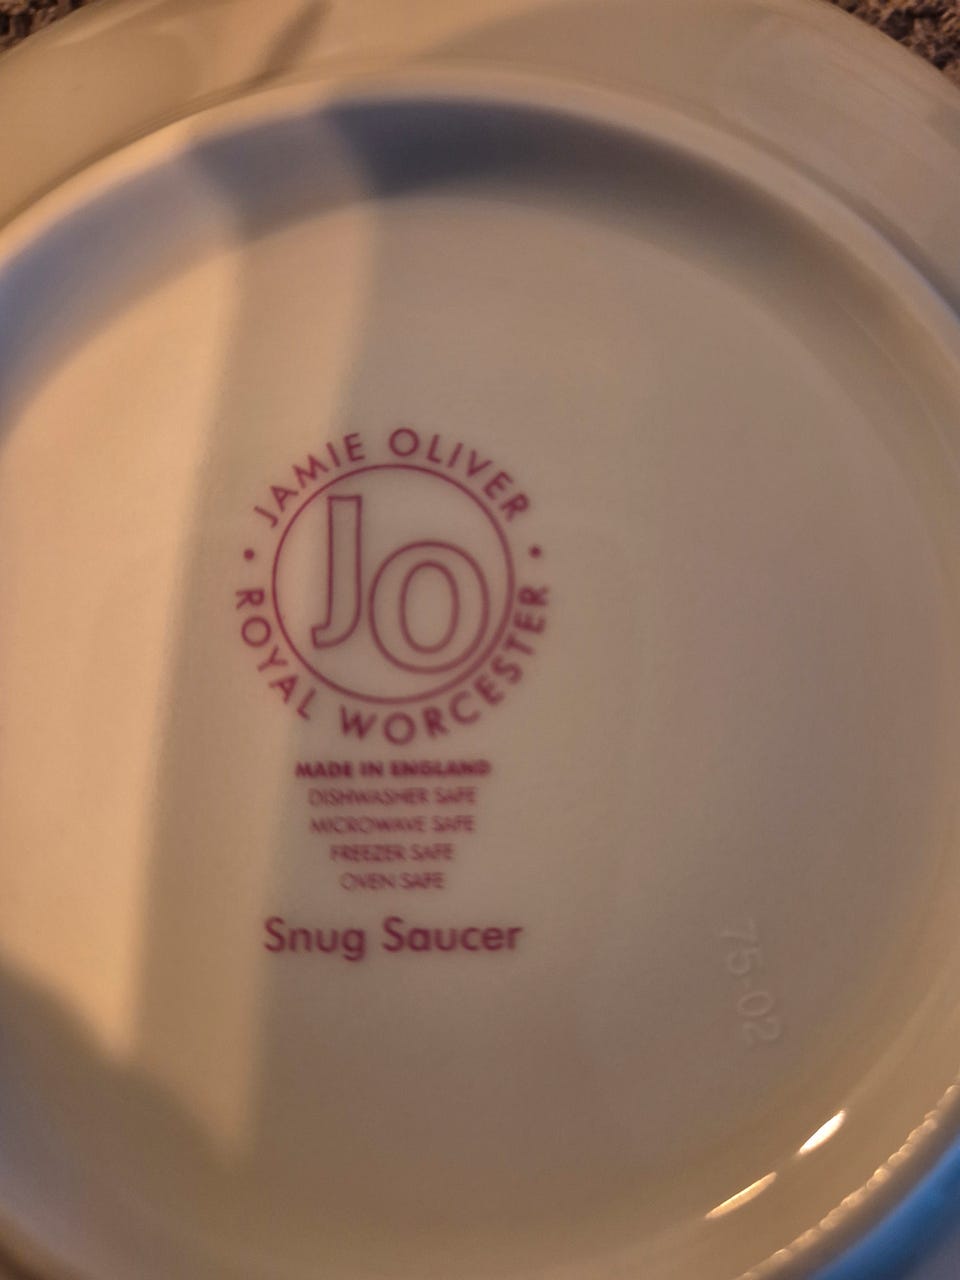 JAMIE OLIVER
JO
ROYAL WORCESTER
MADE IN ENGLAND
DISHWASHER SAFE
MICROWAVE SAFE
FREEZER SAFE
OVEN SAFE
Snug Saucer
75-02